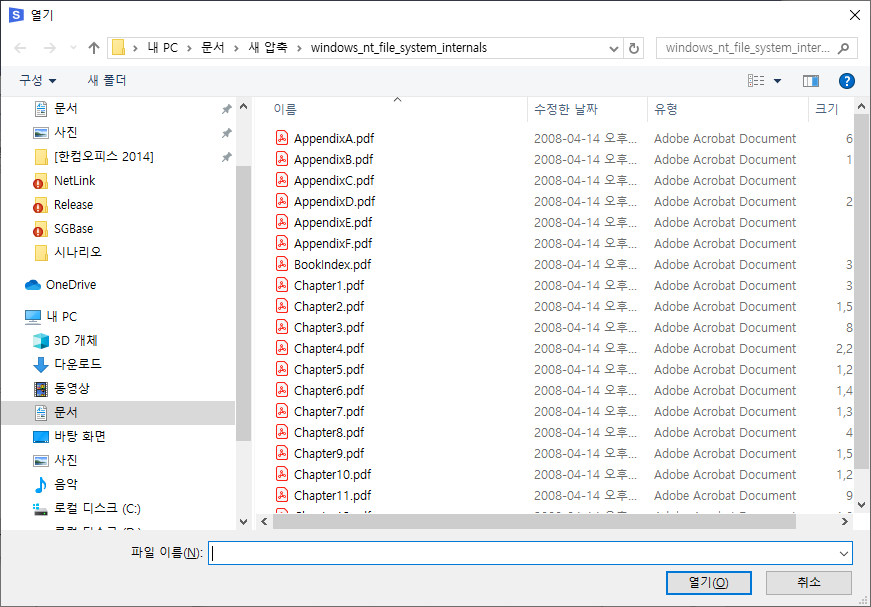 열기
내 PC > 문서 > 새 압축 > windows_nt_file_system_internals
windows_nt_file_system_inter...
구성 새 폴더
문서
사진
[한컴오피스 2014]
NetLink
Release
SGBase
시나리오
OneDrive
내 PC
3D 개체
다운로드
동영상
문서
바탕 화면
사진
음악
로컬 디스크 (C:)
이름 수정한 날짜 유형 크기
AppendixA.pdf 2008-04-14 오후... Adobe Acrobat Document 6
AppendixB.pdf 2008-04-14 오후... Adobe Acrobat Document 1
AppendixC.pdf 2008-04-14 오후... Adobe Acrobat Document
AppendixD.pdf 2008-04-14 오후... Adobe Acrobat Document 2
AppendixE.pdf 2008-04-14 오후... Adobe Acrobat Document
AppendixF.pdf 2008-04-14 오후... Adobe Acrobat Document
BookIndex.pdf 2008-04-14 오후... Adobe Acrobat Document 3
Chapter1.pdf 2008-04-14 오후... Adobe Acrobat Document 3
Chapter2.pdf 2008-04-14 오후... Adobe Acrobat Document 1,5
Chapter3.pdf 2008-04-14 오후... Adobe Acrobat Document 8
Chapter4.pdf 2008-04-14 오후... Adobe Acrobat Document 2,2
Chapter5.pdf 2008-04-14 오후... Adobe Acrobat Document 1,2
Chapter6.pdf 2008-04-14 오후... Adobe Acrobat Document 1,4
Chapter7.pdf 2008-04-14 오후... Adobe Acrobat Document 1,3
Chapter8.pdf 2008-04-14 오후... Adobe Acrobat Document 4
Chapter9.pdf 2008-04-14 오후... Adobe Acrobat Document 1,5
Chapter10.pdf 2008-04-14 오후... Adobe Acrobat Document 1,2
Chapter11.pdf 2008-04-14 오후... Adobe Acrobat Document 9
파일 이름(N):
열기(O) 취소